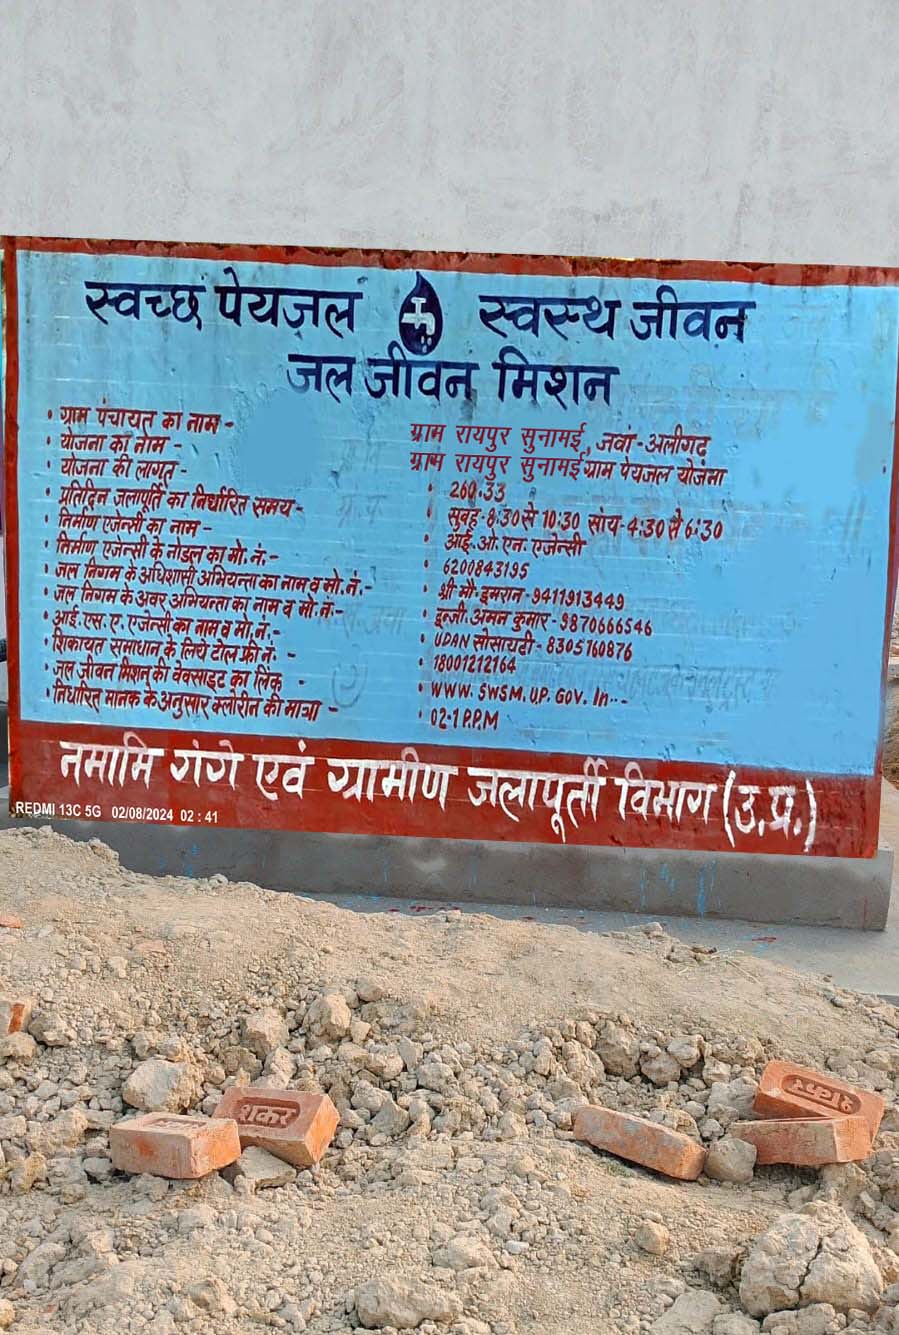 स्वच्छ पेयजल स्वस्थ जीवन
जल जीवन मिशन
• ग्राम पंचायत का नाम - ग्राम रायपुर सुनामई, जवां-अलीगढ़
• योजना का नाम - ग्राम रायपुर सुनामई ग्राम पेयजल योजना
• योजना की लागत - • 260.33
• प्रतिदिन जलापूर्ति का निर्धारित समय - • सुबह-8:30 से 10:30 सांय-4:30 से 6:30
• निर्माण एजेन्सी का नाम - • आई.ओ.एन. एजेन्सी
• निर्माण एजेन्सी के नोडल का मो.नं.- • 6200843195
• जल निगम के अधिशासी अभियन्ता का नाम व मो.नं.- • श्री मौ. इमरान-9411913449
• जल निगम के अवर अभियन्ता का नाम व मो.नं.- • इन्जी. अमन कुमार-9870666546
• आई.एस.ए. एजेन्सी का नाम व मो.नं.- • UDAN सोसायटी-8305760876
• शिकायत समाधान के लिये टोल फ्री नं. - • 18001212164
• जल जीवन मिशन की वेबसाइट का लिंक - • WWW.SWSM.UP.GOV.In---
• निर्धारित मानक के अनुसार क्लोरीन की मात्रा - • 02-1 P.P.M
नमामि गंगे एवं ग्रामीण जलापूर्ती विभाग (उ.प्र.)
REDMI 13C 5G 02/08/2024 02:41
शंकर